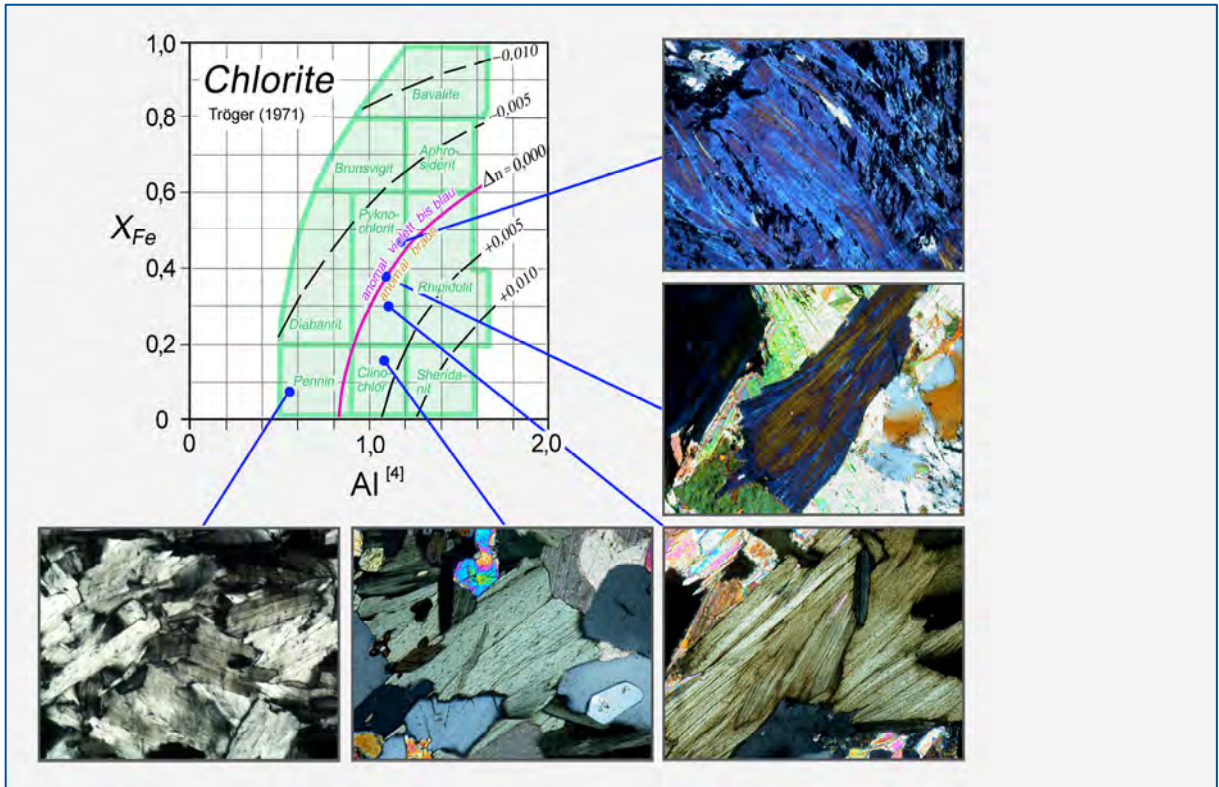 1,0
Chlorite
Tröger (1971)
-0,010
Bavalite
-0,005
0,8
Brunsvigit
Aphro-
siderit
Δn = 0,000
0,6
XFe
Pykno-
chlorit
anomal violett bis blau
anomal braun
+0,005
0,4
Rhipidolit
+0,010
Diabantit
0,2
Pennin
Clino-
chlor
Sherida-
nit
0
0
1,0
2,0
Al [4]